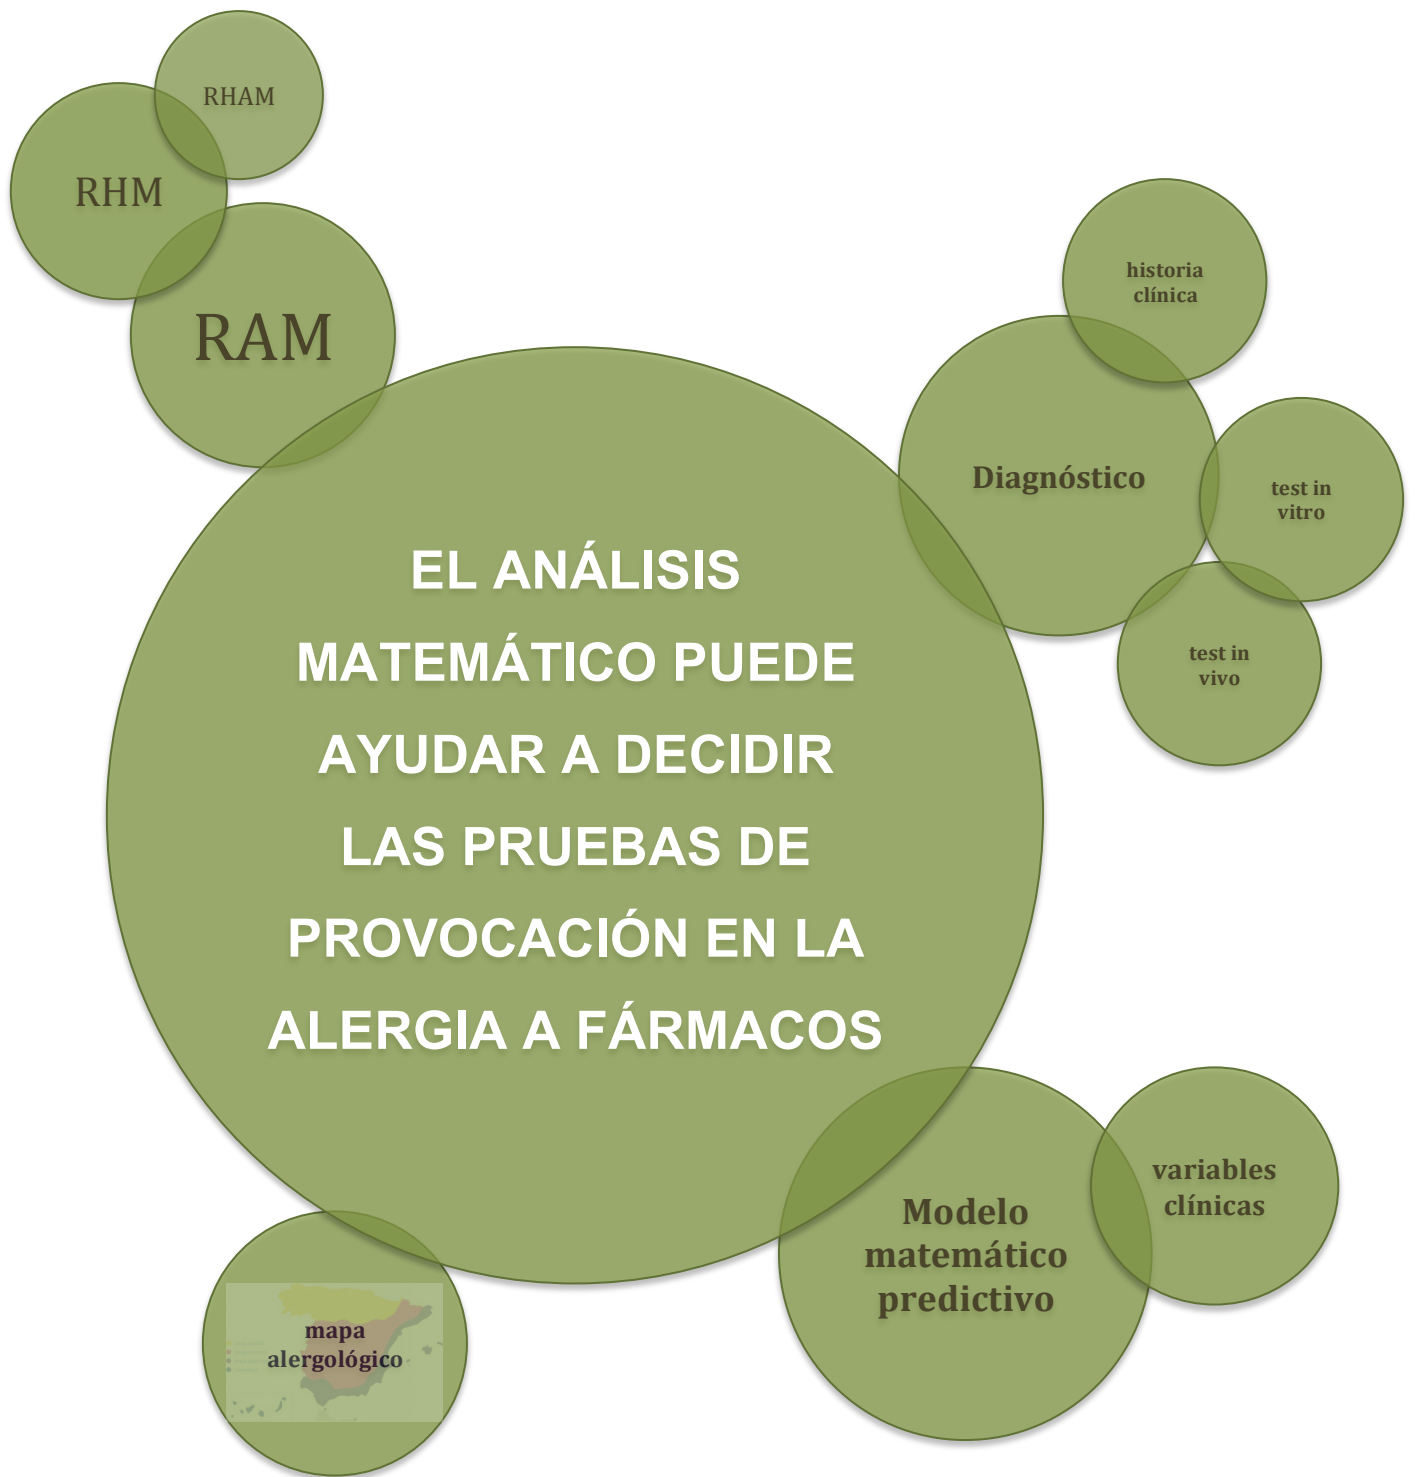 RHAM
RHM
RAM
historia
clínica
Diagnóstico
test in
vitro
test in
vivo
EL ANÁLISIS
MATEMÁTICO PUEDE
AYUDAR A DECIDIR
LAS PRUEBAS DE
PROVOCACIÓN EN LA
ALERGIA A FÁRMACOS
variables
clínicas
Modelo
matemático
predictivo
mapa
alergológico